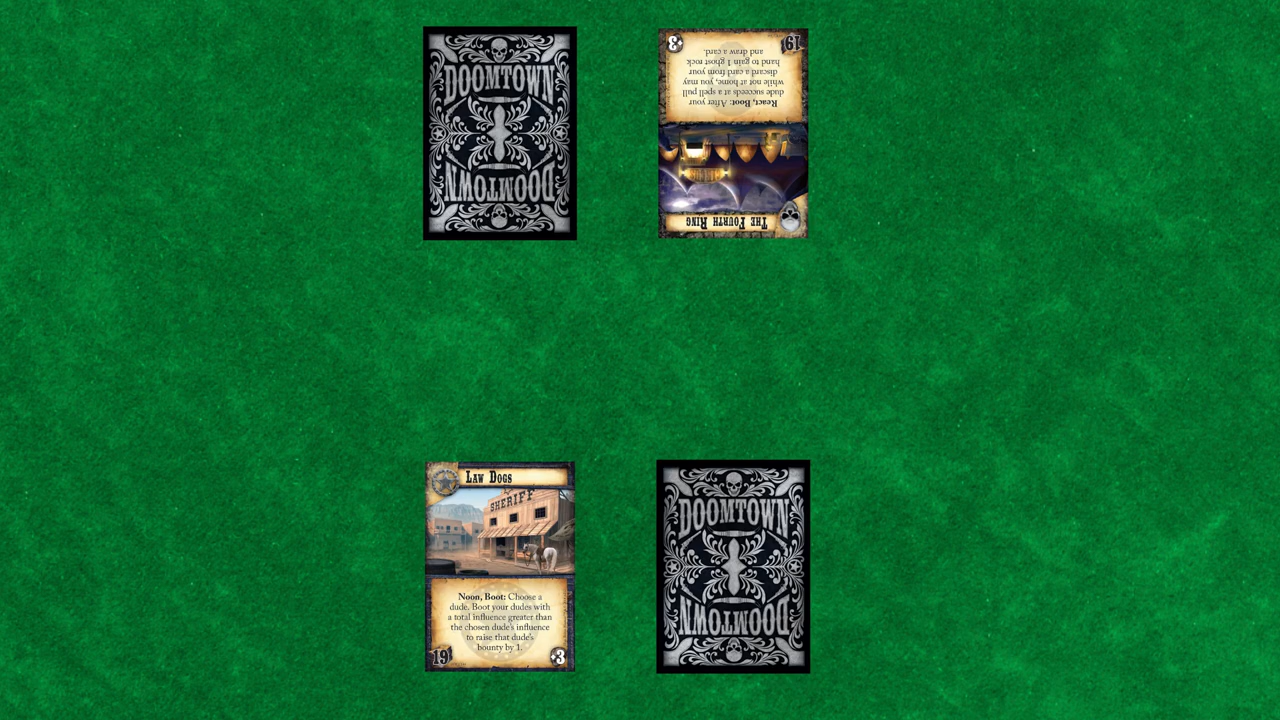 DOOMTOWN
DOOMTOWN
3
19
React, Boot: After your
dude succeeds at a spell pull
while not at home, you may
discard a card from your
hand to gain 1 ghost rock
and draw a card.
CIRCUS
The Fourth Ring
Law Dogs
SHERIFF
Noon, Boot: Choose a
dude. Boot your dudes with
a total influence greater than
the chosen dude's influence
to raise that dude's
bounty by 1.
19
3
DOOMTOWN
DOOMTOWN